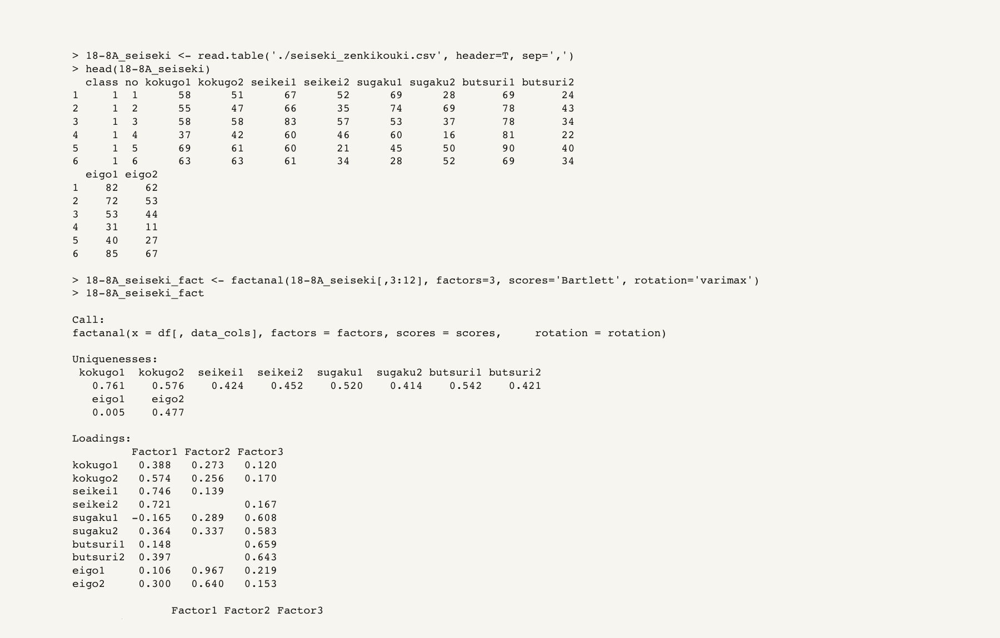 > 18-8A_seiseki <- read.table('./seiseki_zenkikouki.csv', header=T, sep=',')
> head(18-8A_seiseki)
  class no kokugo1 kokugo2 seikei1 seikei2 sugaku1 sugaku2 butsuri1 butsuri2
1     1  1      58      51      67      52      69      28       69       24
2     1  2      55      47      66      35      74      69       78       43
3     1  3      58      58      83      57      53      37       78       34
4     1  4      37      42      60      46      60      16       81       22
5     1  5      69      61      60      21      45      50       90       40
6     1  6      63      63      61      34      28      52       69       34
  eigo1 eigo2
1    82    62
2    72    53
3    53    44
4    31    11
5    40    27
6    85    67
> 18-8A_seiseki_fact <- factanal(18-8A_seiseki[,3:12], factors=3, scores='Bartlett', rotation='varimax')
> 18-8A_seiseki_fact
Call:
factanal(x = df[, data_cols], factors = factors, scores = scores,     rotation = rotation)
Uniquenesses:
 kokugo1  kokugo2  seikei1  seikei2  sugaku1  sugaku2 butsuri1 butsuri2
   0.761    0.576    0.424    0.452    0.520    0.414    0.542    0.421
   eigo1    eigo2
   0.005    0.477
Loadings:
         Factor1 Factor2 Factor3
kokugo1   0.388   0.273   0.120
kokugo2   0.574   0.256   0.170
seikei1   0.746   0.139
seikei2   0.721           0.167
sugaku1  -0.165   0.289   0.608
sugaku2   0.364   0.337   0.583
butsuri1  0.148           0.659
butsuri2  0.397           0.643
eigo1     0.106   0.967   0.219
eigo2     0.300   0.640   0.153
               Factor1 Factor2 Factor3